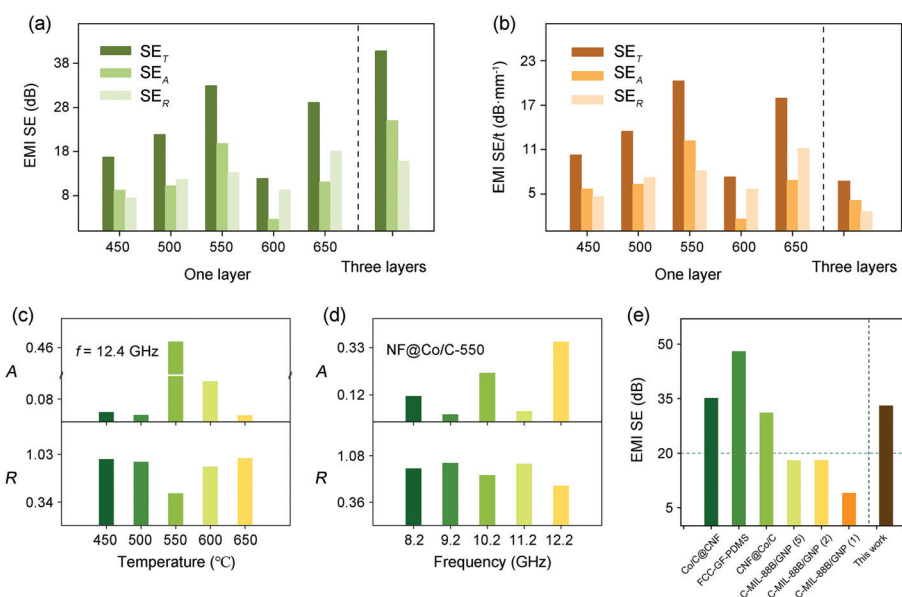 (a)
EMI SE (dB)
38
28
18
8
SE_T
SE_A
SE_R
450 500 550 600 650
One layer Three layers
(b)
EMI SE/t (dB·mm⁻¹)
23
17
11
5
SE_T
SE_A
SE_R
450 500 550 600 650
One layer Three layers
(c)
f = 12.4 GHz
A
0.46
0.08
R
1.03
0.34
450 500 550 600 650
Temperature (℃)
(d)
NF@Co/C-550
A
0.33
0.12
R
1.08
0.36
8.2 9.2 10.2 11.2 12.2
Frequency (GHz)
(e)
EMI SE (dB)
50
35
20
5
Co/C@CNF
FCC-GF-PDMS
CNF@Co/C
C-MIL-88B/GNP (5)
C-MIL-88B/GNP (2)
C-MIL-88B/GNP (1)
This work